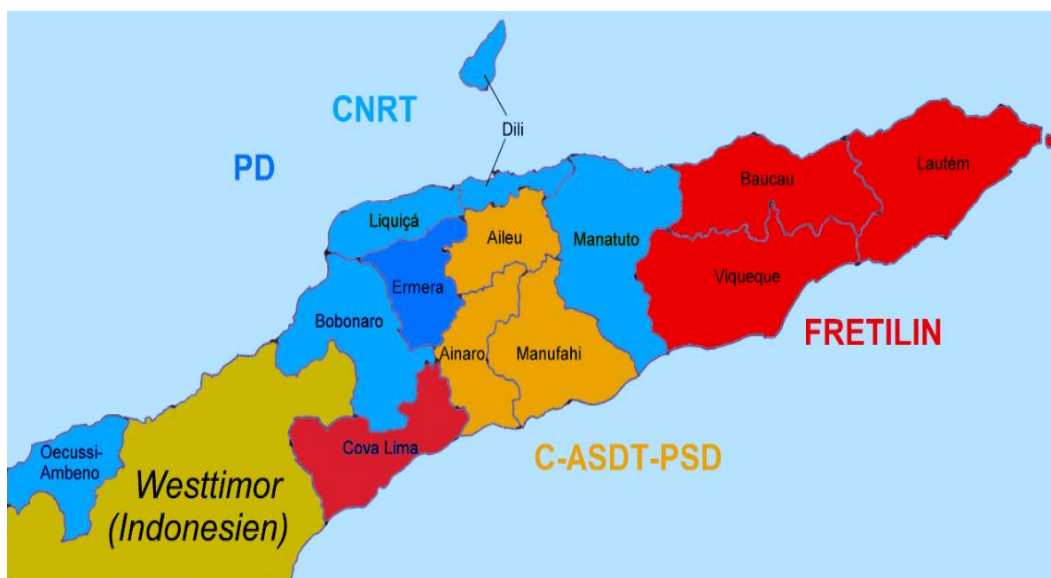 CNRT
Dili
PD
Lautém
Baucau
Liquiçá
Aileu
Manatuto
Viqueque
Ermera
Bobonaro
FRETILIN
Ainaro
Manufahi
Cova Lima
Oecussi-
Ambeno
C-ASDT-PSD
Westtimor
(Indonesien)